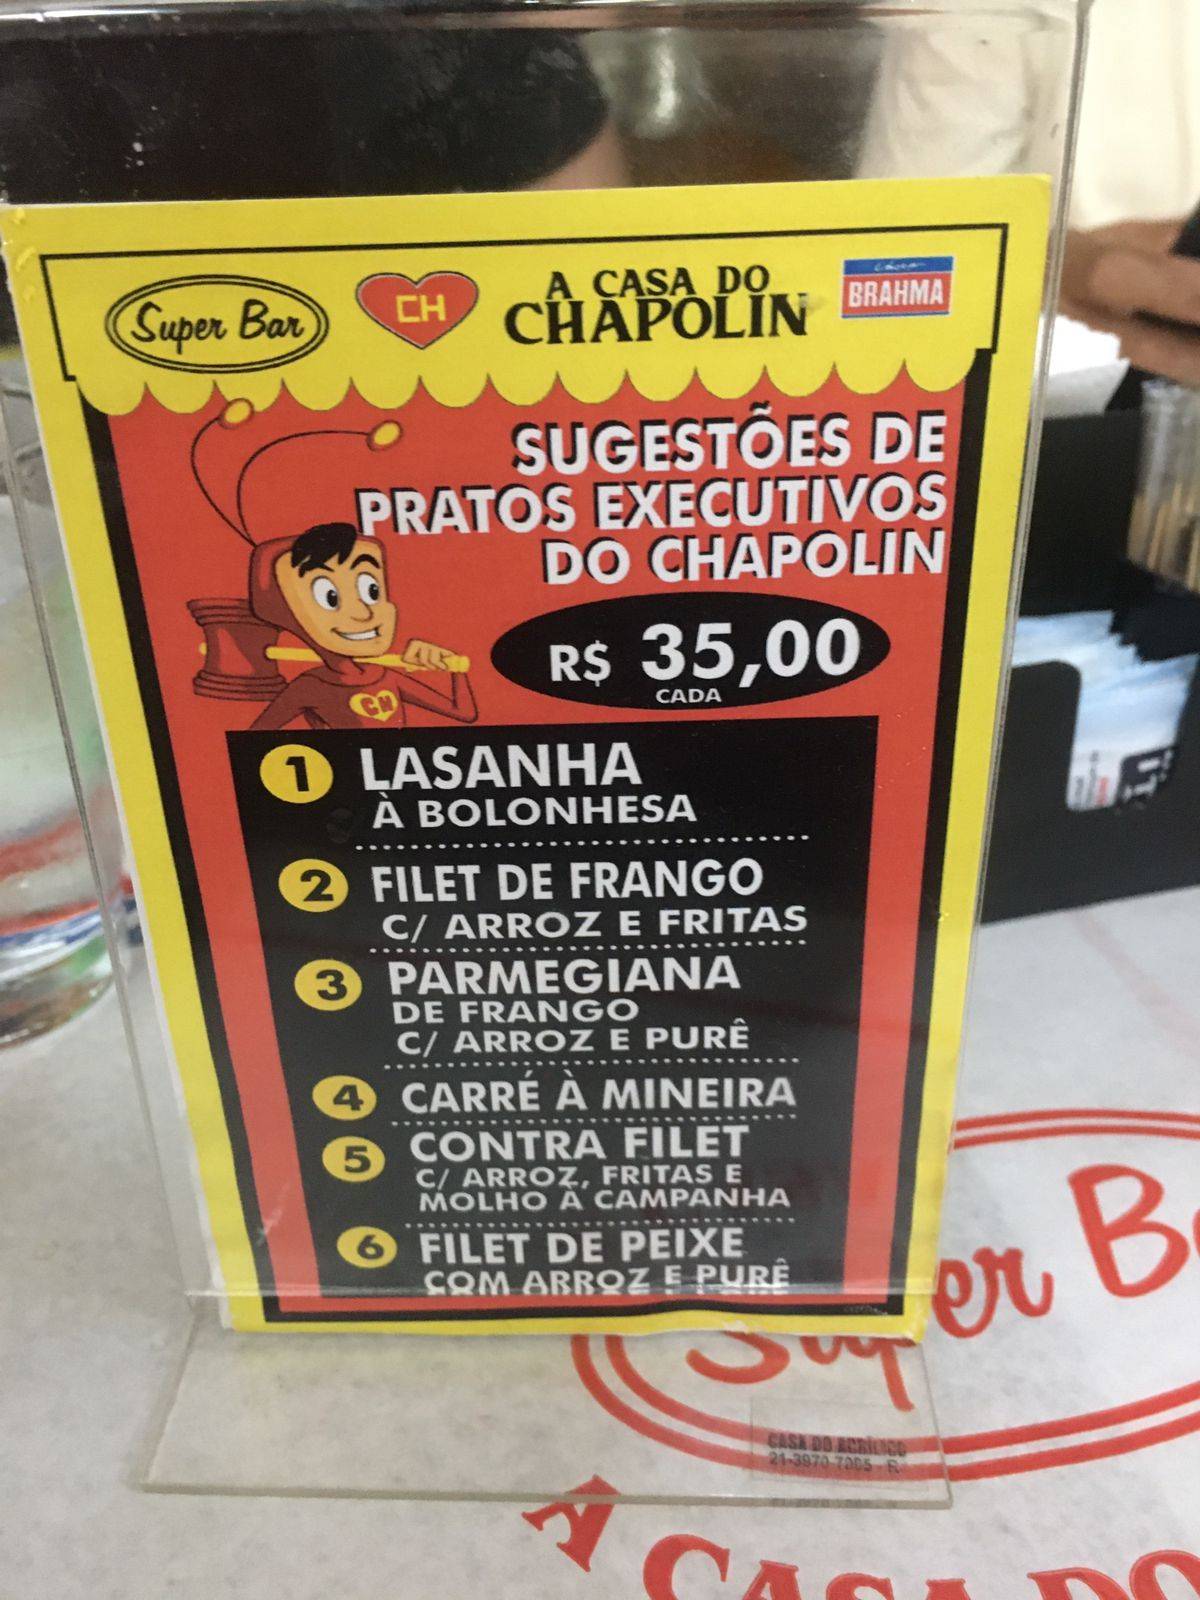 Super Bar
CH
A CASA DO
CHAPOLIN
BRAHMA
SUGESTÕES DE
PRATOS EXECUTIVOS
DO CHAPOLIN
R$ 35,00
CADA
CH
1 LASANHA
À BOLONHESA
2 FILET DE FRANGO
C/ ARROZ E FRITAS
3 PARMEGIANA
DE FRANGO
C/ ARROZ E PURÊ
4 CARRÉ À MINEIRA
5 CONTRA FILET
C/ ARROZ, FRITAS E
MOLHO À CAMPANHA
6 FILET DE PEIXE
COM ARROZ E PURÊ
Super B
CASA DO ACRÍLICO
A CASA DO